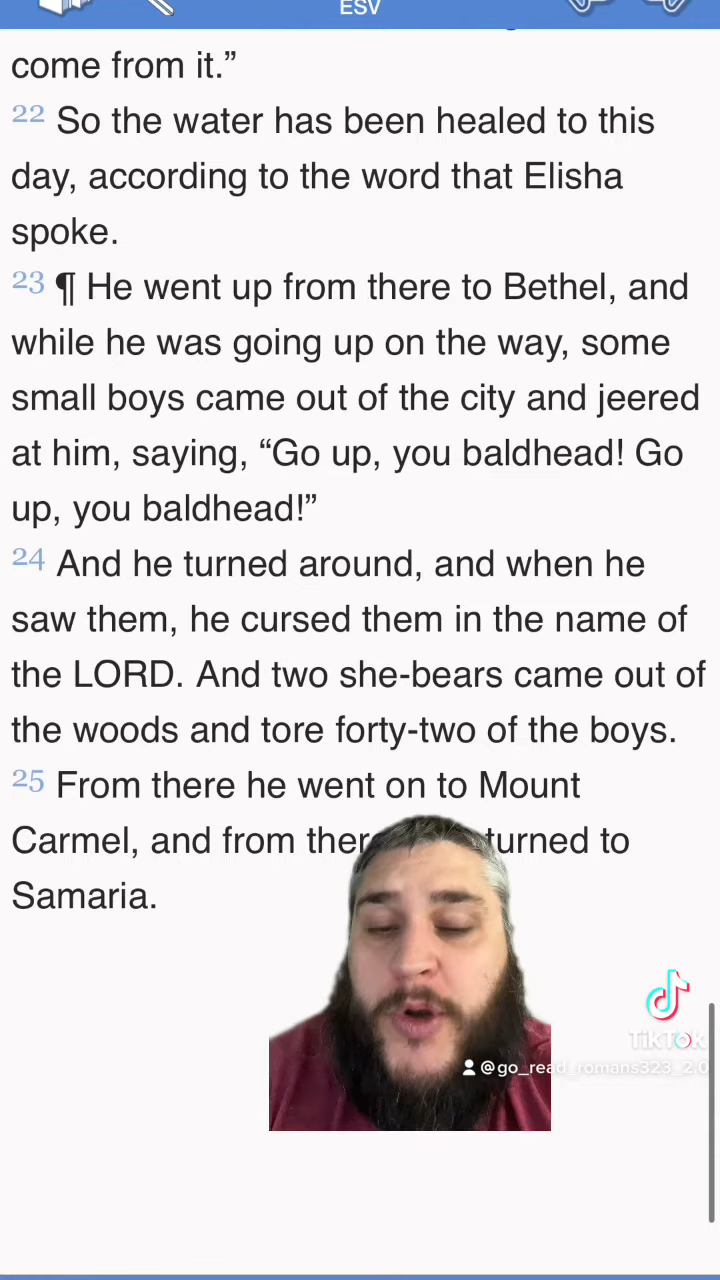 ESV
come from it.”
22 So the water has been healed to this
day, according to the word that Elisha
spoke.
23 ¶ He went up from there to Bethel, and
while he was going up on the way, some
small boys came out of the city and jeered
at him, saying, “Go up, you baldhead! Go
up, you baldhead!”
24 And he turned around, and when he
saw them, he cursed them in the name of
the LORD. And two she-bears came out of
the woods and tore forty-two of the boys.
25 From there he went on to Mount
Carmel, and from ther turned to
Samaria.
TikTok
@go_read_romans323_2.0